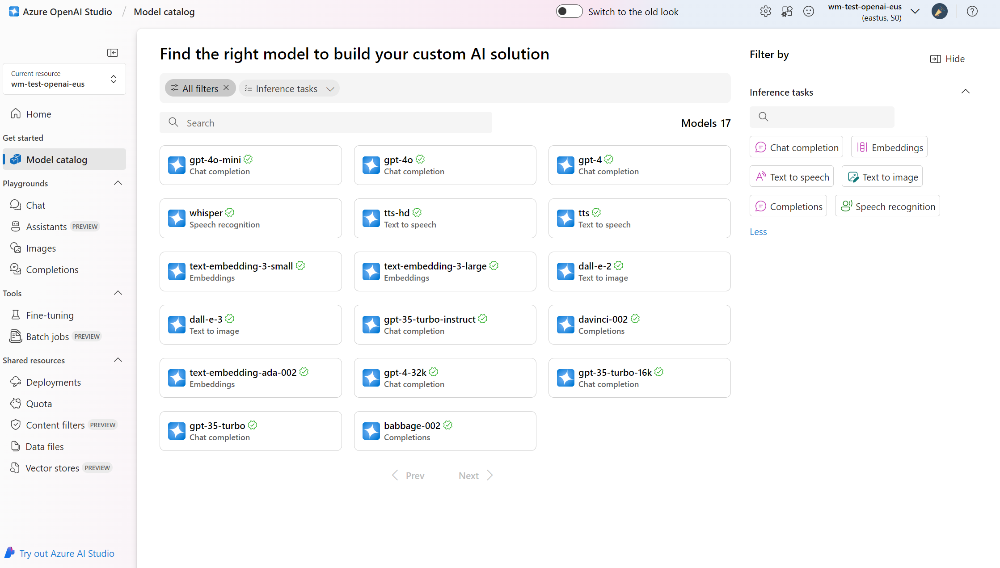 Azure OpenAI Studio / Model catalog
Switch to the old look
wm-test-openai-eus
(eastus, S0)
Current resource
wm-test-openai-eus
Home
Get started
Model catalog
Playgrounds
Chat
Assistants PREVIEW
Images
Completions
Tools
Fine-tuning
Batch jobs PREVIEW
Shared resources
Deployments
Quota
Content filters PREVIEW
Data files
Vector stores PREVIEW
Try out Azure AI Studio
Find the right model to build your custom AI solution
All filters
Inference tasks
Search
Models 17
gpt-4o-mini
Chat completion
gpt-4o
Chat completion
gpt-4
Chat completion
whisper
Speech recognition
tts-hd
Text to speech
tts
Text to speech
text-embedding-3-small
Embeddings
text-embedding-3-large
Embeddings
dall-e-2
Text to image
dall-e-3
Text to image
gpt-35-turbo-instruct
Chat completion
davinci-002
Completions
text-embedding-ada-002
Embeddings
gpt-4-32k
Chat completion
gpt-35-turbo-16k
Chat completion
gpt-35-turbo
Chat completion
babbage-002
Completions
Prev
Next
Filter by
Hide
Inference tasks
Chat completion
Embeddings
Text to speech
Text to image
Completions
Speech recognition
Less